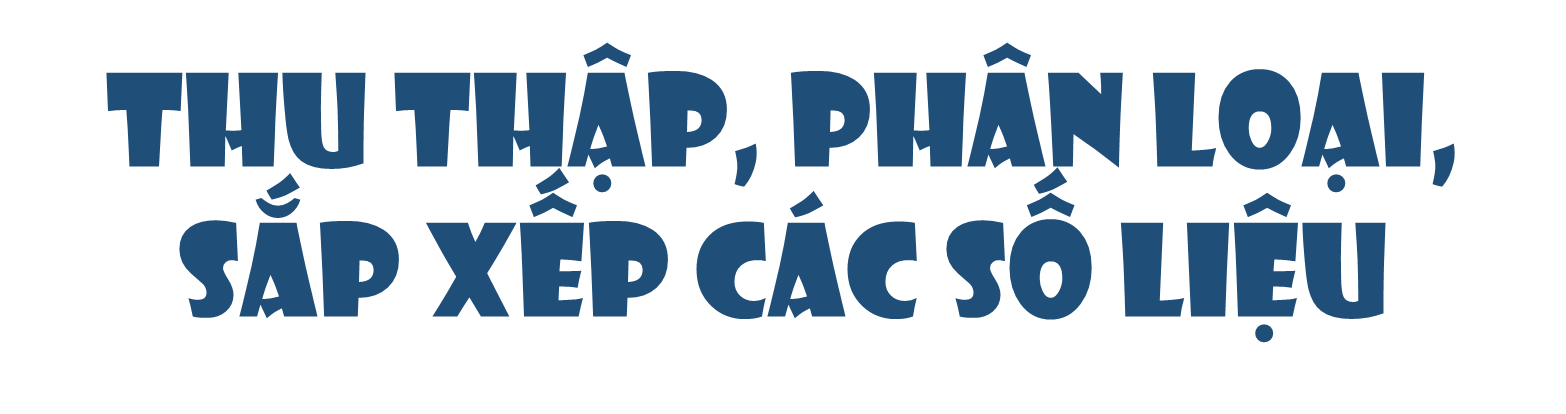 THU THẬP, PHÂN LOẠI,
SẮP XẾP CÁC SỐ LIỆU